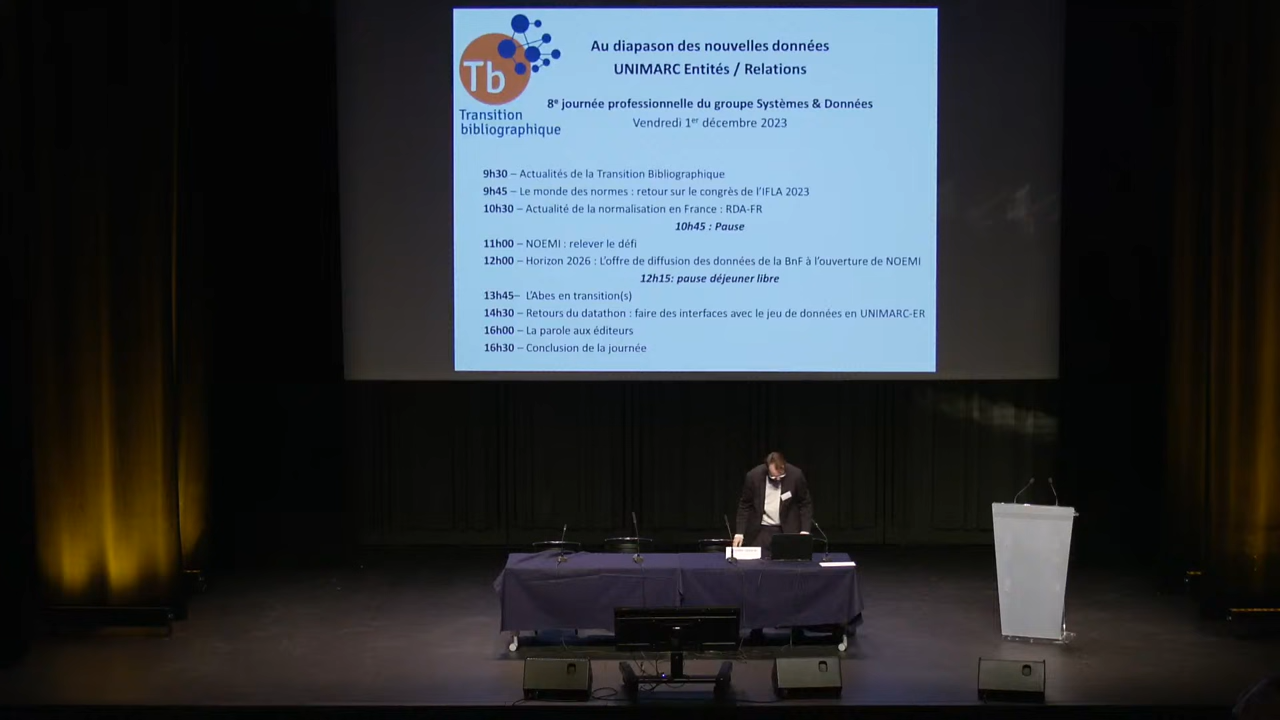 Tb
Transition
bibliographique
Au diapason des nouvelles données
UNIMARC Entités / Relations
8e journée professionnelle du groupe Systèmes & Données
Vendredi 1er décembre 2023
9h30 – Actualités de la Transition Bibliographique
9h45 – Le monde des normes : retour sur le congrès de l'IFLA 2023
10h30 – Actualité de la normalisation en France : RDA-FR
10h45 : Pause
11h00 – NOEMI : relever le défi
12h00 – Horizon 2026 : L'offre de diffusion des données de la BnF à l'ouverture de NOEMI
12h15: pause déjeuner libre
13h45– L'Abes en transition(s)
14h30 – Retours du datathon : faire des interfaces avec le jeu de données en UNIMARC-ER
16h00 – La parole aux éditeurs
16h30 – Conclusion de la journée